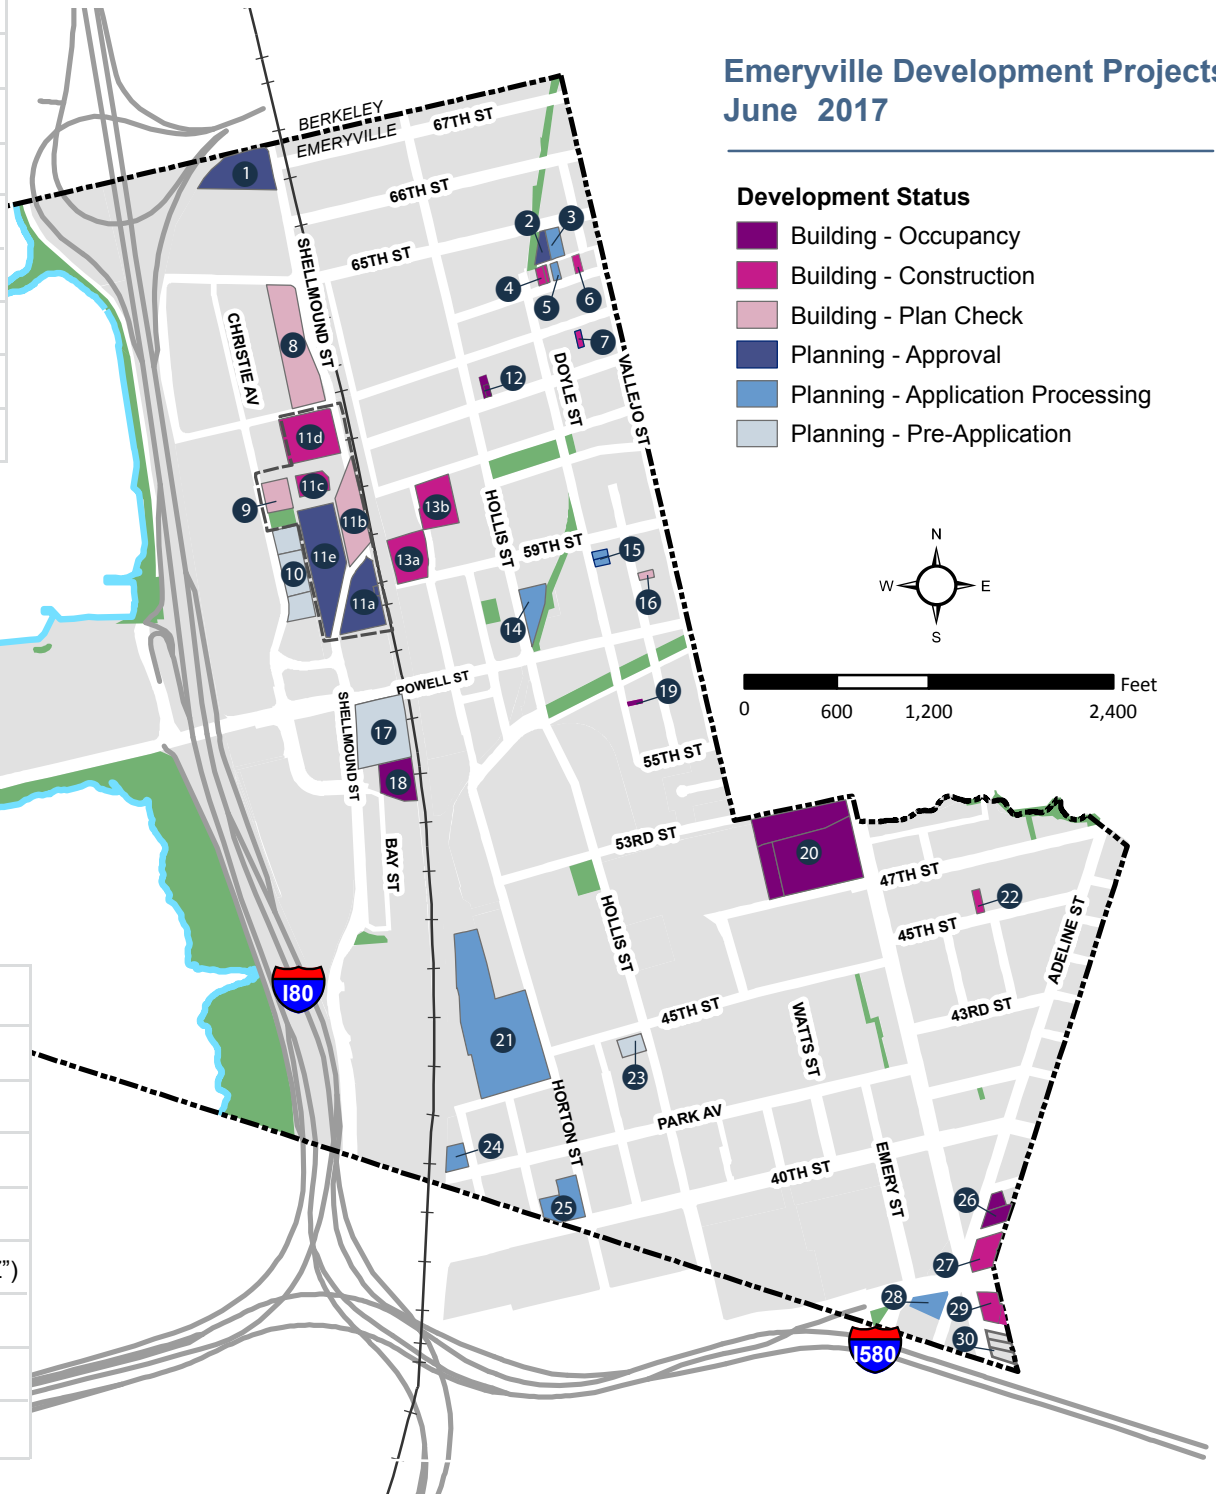 Emeryville Development Projects
June 2017
Development Status
Building - Occupancy
Building - Construction
Building - Plan Check
Planning - Approval
Planning - Application Processing
Planning - Pre-Application
N
W
E
S
Feet
0
600
1,200
2,400
BERKELEY
EMERYVILLE
67TH ST
66TH ST
65TH ST
SHELLMOUND ST
CHRISTIE AV
DOYLE ST
VALLEJO ST
HOLLIS ST
59TH ST
POWELL ST
SHELLMOUND ST
55TH ST
BAY ST
53RD ST
47TH ST
45TH ST
ADELINE ST
HOLLIS ST
45TH ST
43RD ST
WATTS ST
PARK AV
HORTON ST
40TH ST
EMERY ST
I80
I580
1
2
3
4
5
6
7
8
12
11d
11c
9
11b
13b
11e
13a
10
11a
15
16
14
19
17
18
20
22
21
23
24
25
26
27
28
29
30
")